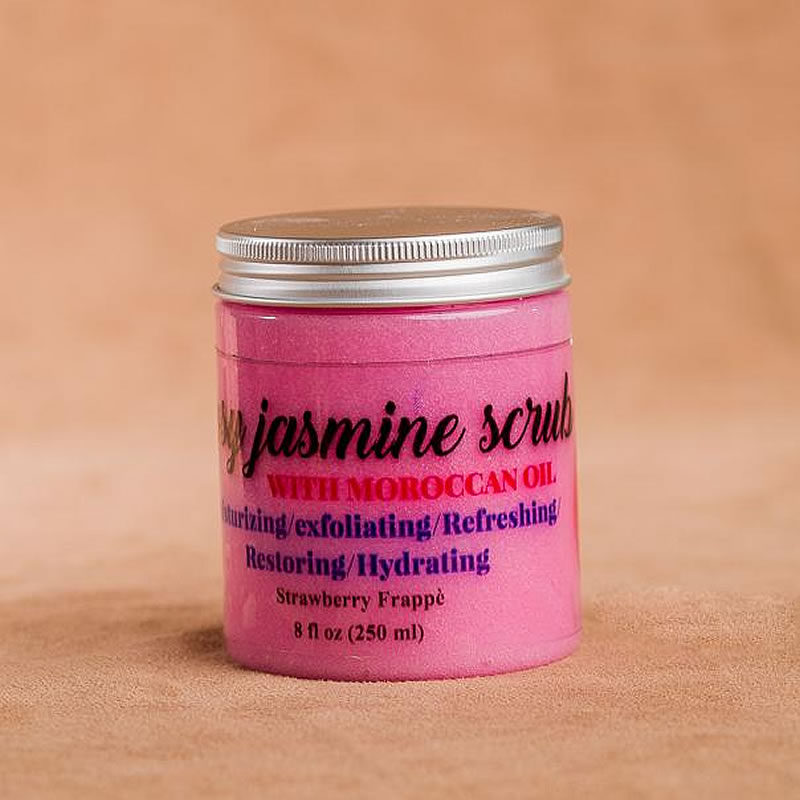 jasmine scrub
WITH MOROCCAN OIL
/exfoliating/Refreshing/
Restoring/Hydrating
Strawberry Frappè
8 fl oz (250 ml)